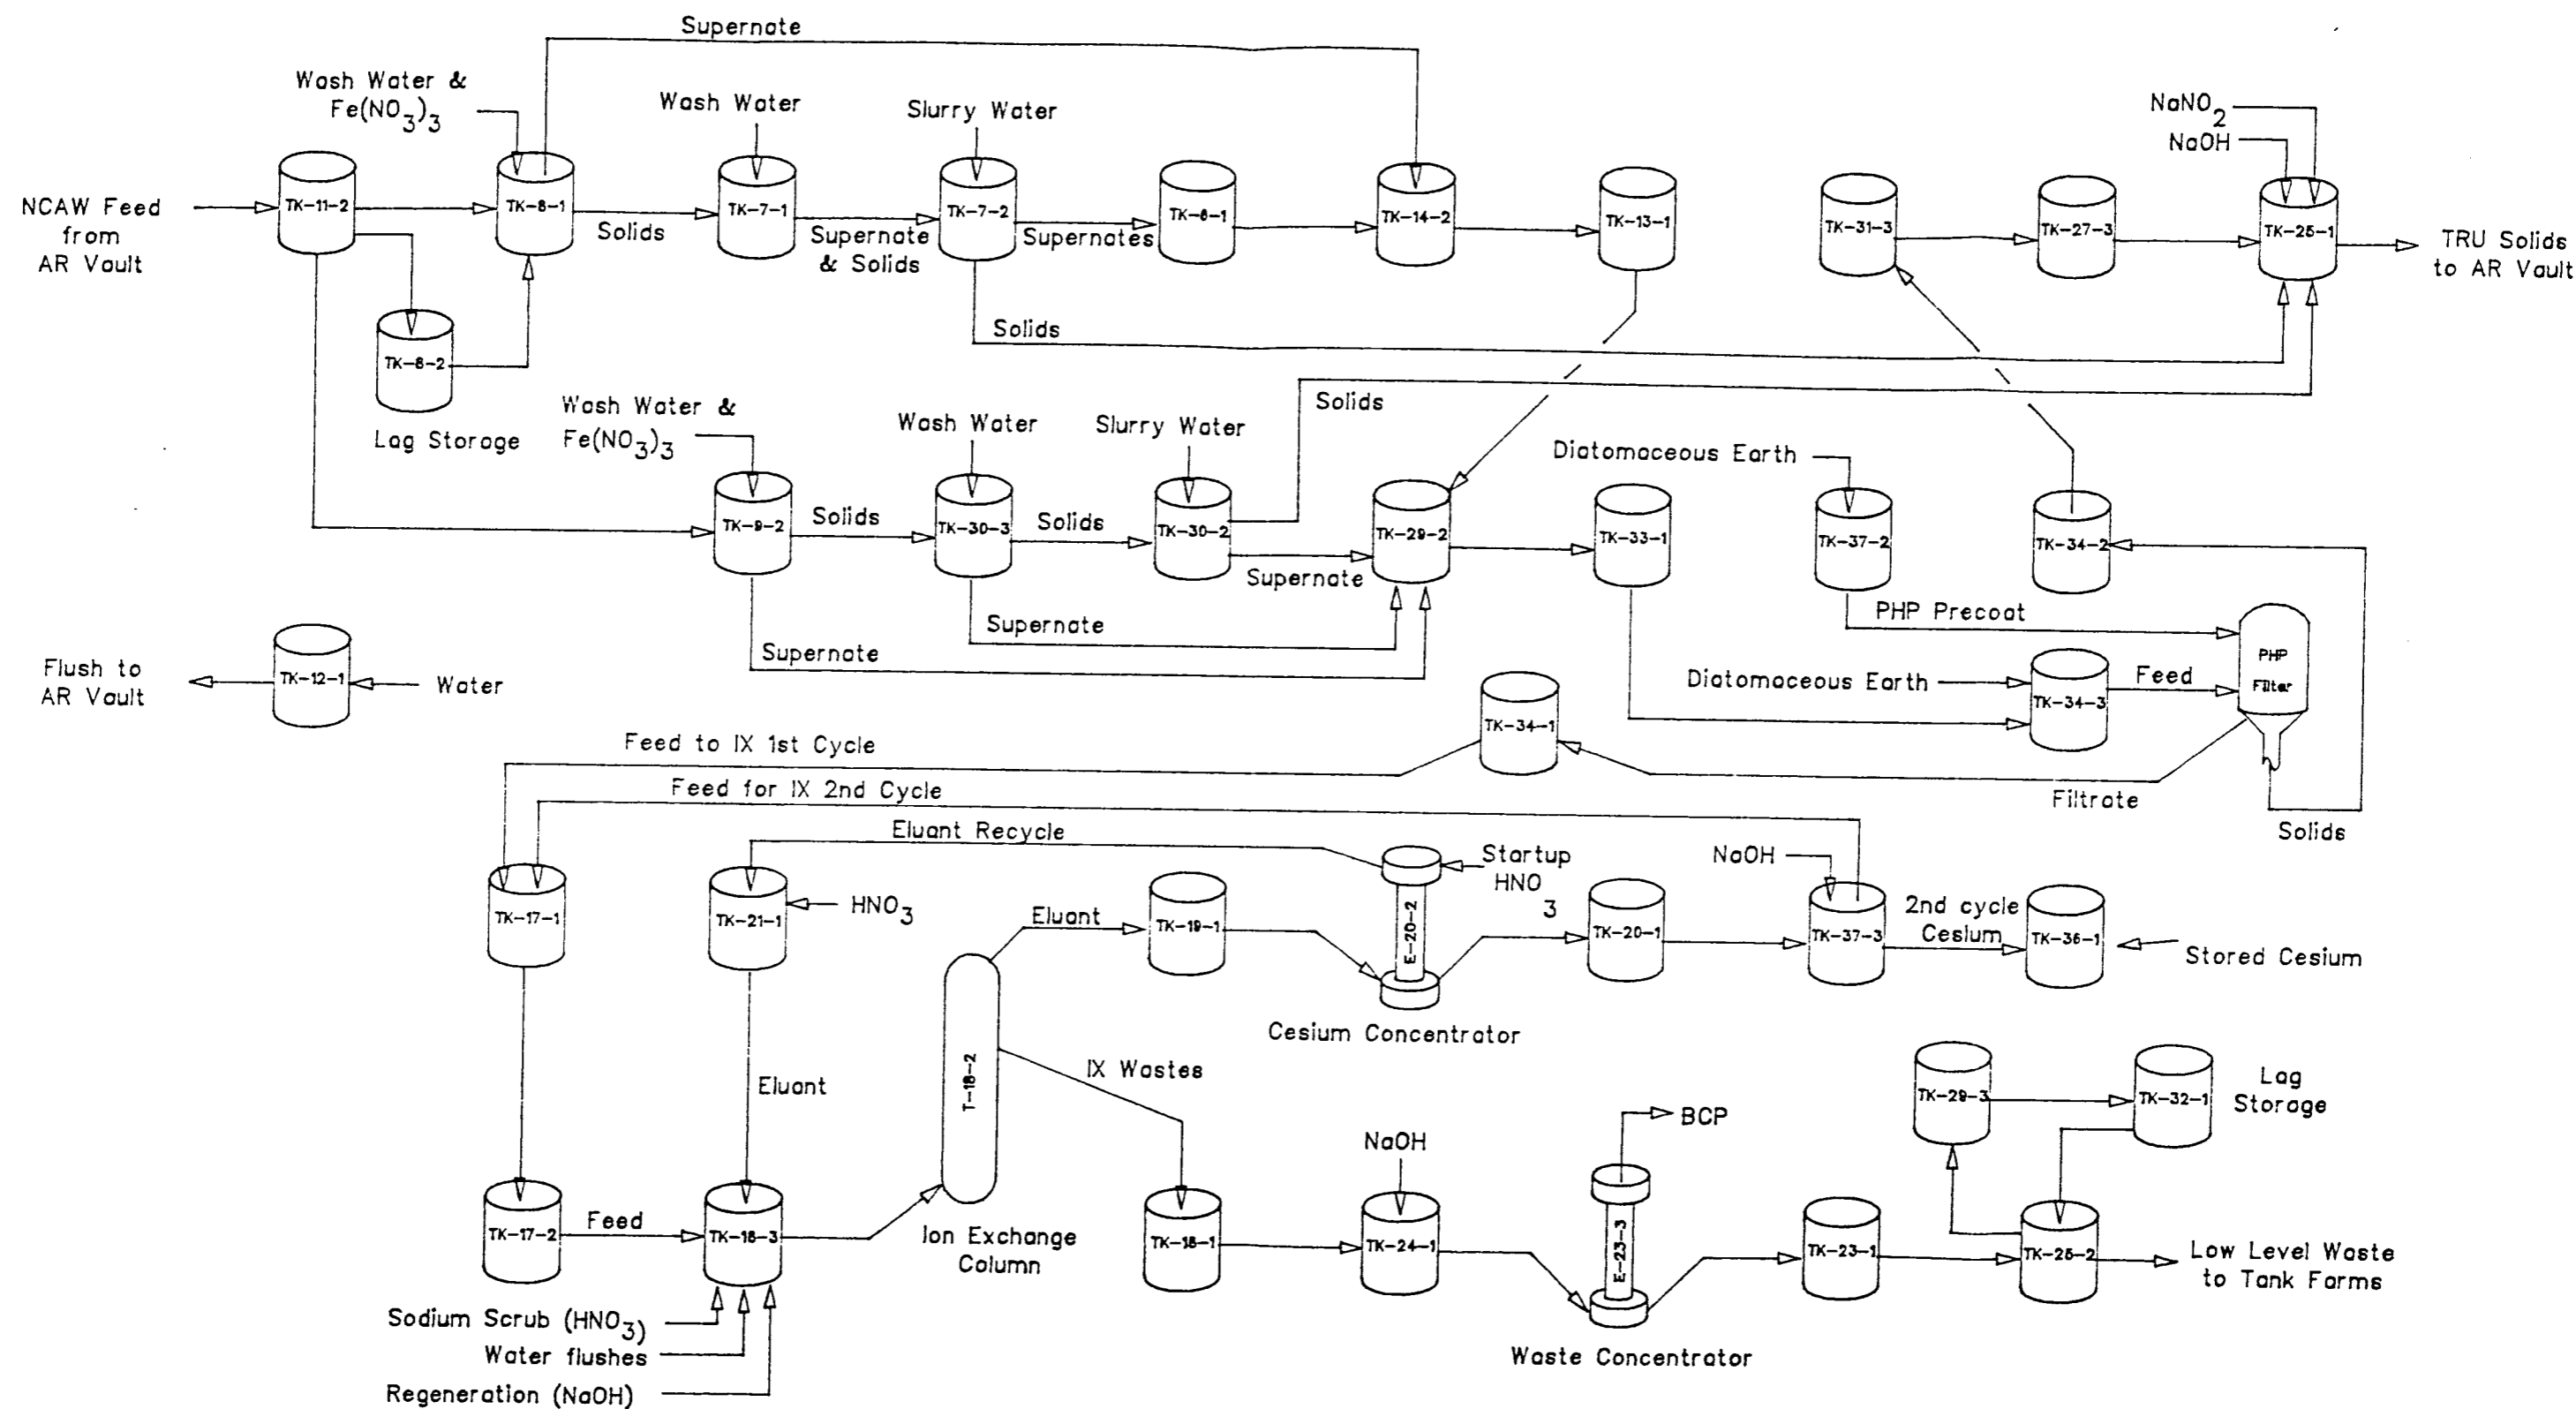 Supernate
Wash Water &
Fe(NO3)3
Wash Water
Slurry Water
NaNO2
NaOH
NCAW Feed
from
AR Vault
TK-11-2
TK-8-1
Solids
TK-7-1
Supernate
& Solids
TK-7-2
Supernates
TK-6-1
TK-14-2
TK-13-1
TK-31-3
TK-27-3
TK-25-1
TRU Solids
to AR Vault
Solids
TK-8-2
Lag Storage
Wash Water &
Fe(NO3)3
Wash Water
Slurry Water
Solids
Diatomaceous Earth
TK-9-2
Solids
TK-30-3
Solids
TK-30-2
Supernate
TK-29-2
TK-33-1
TK-37-2
TK-34-2
PHP Precoat
Supernate
Supernate
PHP
Filter
Flush to
AR Vault
TK-12-1
Water
Diatomaceous Earth
TK-34-3
Feed
TK-34-1
Feed to IX 1st Cycle
Feed for IX 2nd Cycle
Filtrate
Solids
Eluant Recycle
Startup
HNO3
NaOH
TK-17-1
TK-21-1
HNO3
Eluant
TK-19-1
E-20-2
TK-20-1
TK-37-3
2nd cycle
Cesium
TK-36-1
Stored Cesium
Cesium Concentrator
T-18-2
IX Wastes
Eluant
TK-29-3
TK-32-1
Lag
Storage
BCP
NaOH
TK-17-2
Feed
TK-18-3
Ion Exchange
Column
TK-18-1
TK-24-1
E-23-3
TK-23-1
TK-25-2
Low Level Waste
to Tank Farms
Sodium Scrub (HNO3)
Water flushes
Regeneration (NaOH)
Waste Concentrator